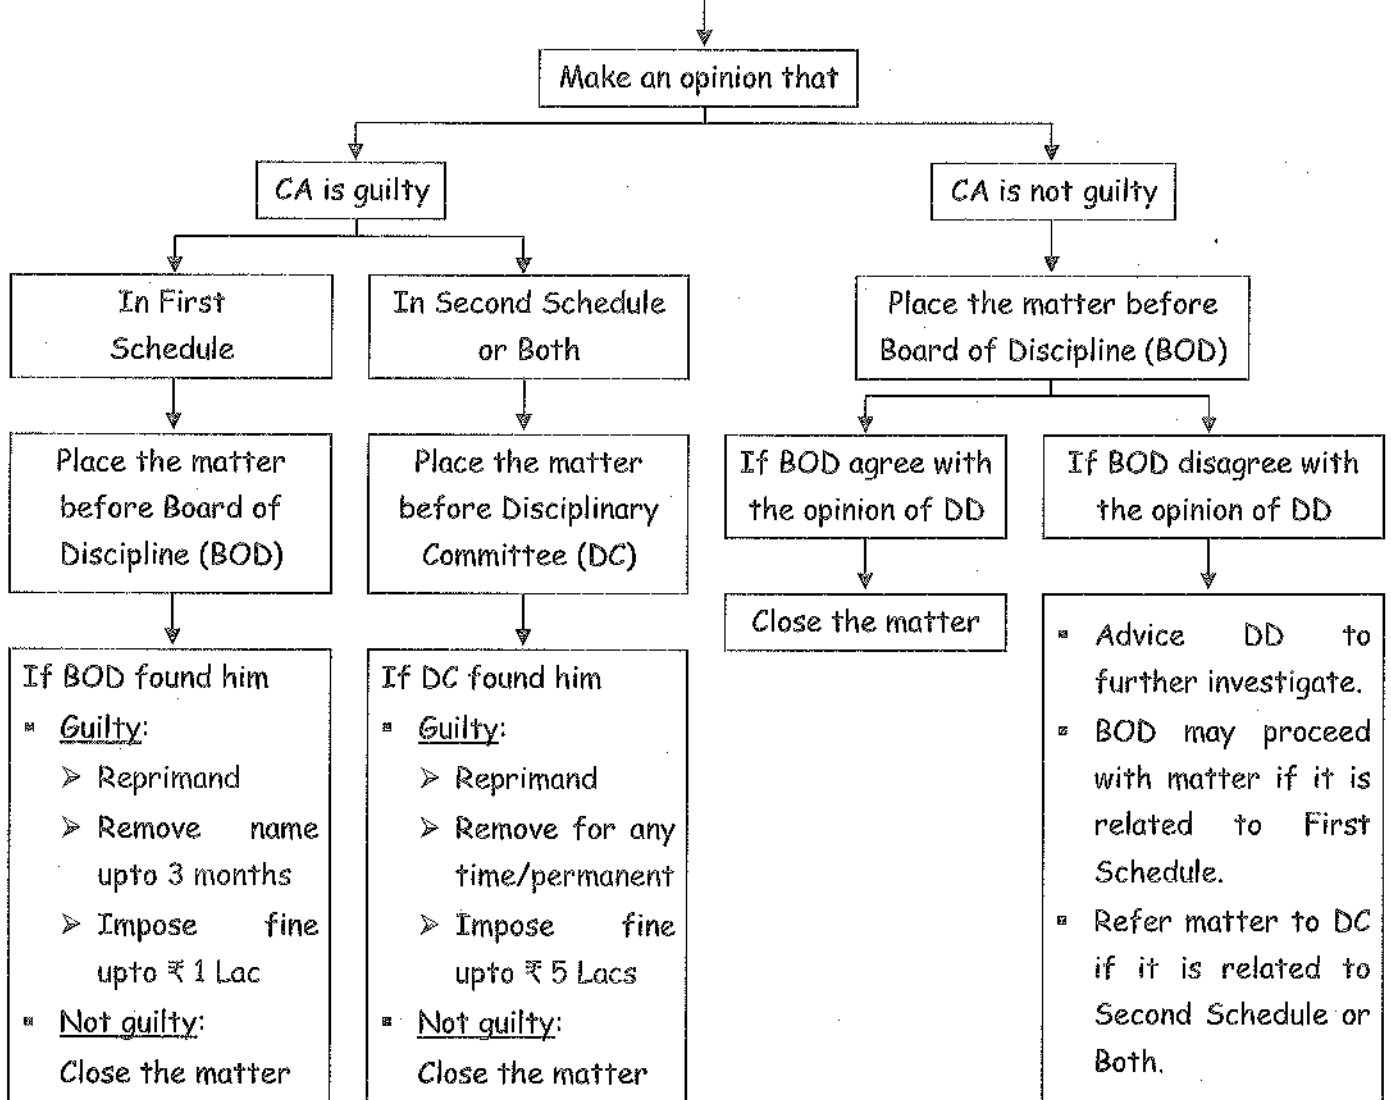 Make an opinion that
CA is guilty
CA is not guilty
In First
Schedule
In Second Schedule
or Both
Place the matter before
Board of Discipline (BOD)
Place the matter
before Board of
Discipline (BOD)
Place the matter
before Disciplinary
Committee (DC)
If BOD agree with
the opinion of DD
If BOD disagree with
the opinion of DD
Close the matter
If BOD found him
▪ Guilty:
➢ Reprimand
➢ Remove name
upto 3 months
➢ Impose fine
upto ₹ 1 Lac
▪ Not guilty:
Close the matter
If DC found him
▪ Guilty:
➢ Reprimand
➢ Remove for any
time/permanent
➢ Impose fine
upto ₹ 5 Lacs
▪ Not guilty:
Close the matter
▪ Advice DD to
further investigate.
▪ BOD may proceed
with matter if it is
related to First
Schedule.
▪ Refer matter to DC
if it is related to
Second Schedule or
Both.